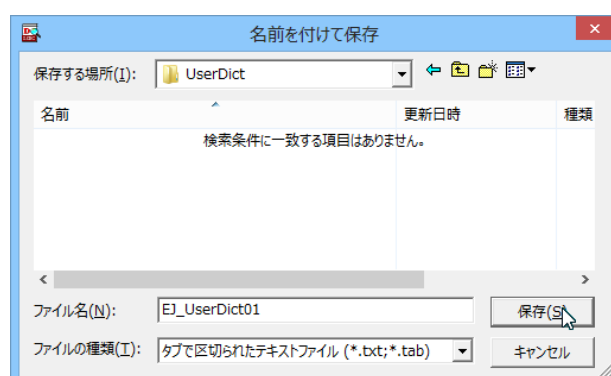 名前を付けて保存
保存する場所(I): UserDict
名前 更新日時 種類
検索条件に一致する項目はありません。
ファイル名(N): EJ_UserDict01 保存(S)
ファイルの種類(T): タブで区切られたテキストファイル (*.txt;*.tab) キャンセル